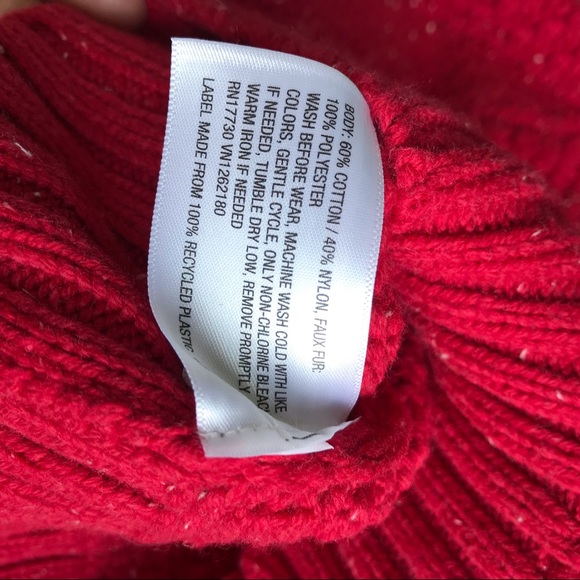 BODY: 60% COTTON / 40% NYLON, FAUX FUR:
100% POLYESTER
WASH BEFORE WEAR, MACHINE WASH COLD WITH LIKE
COLORS, GENTLE CYCLE, ONLY NON-CHLORINE BLEACH
IF NEEDED, TUMBLE DRY LOW, REMOVE PROMPTLY
WARM IRON IF NEEDED
RN17730 VN1262180
LABEL MADE FROM 100% RECYCLED PLASTIC